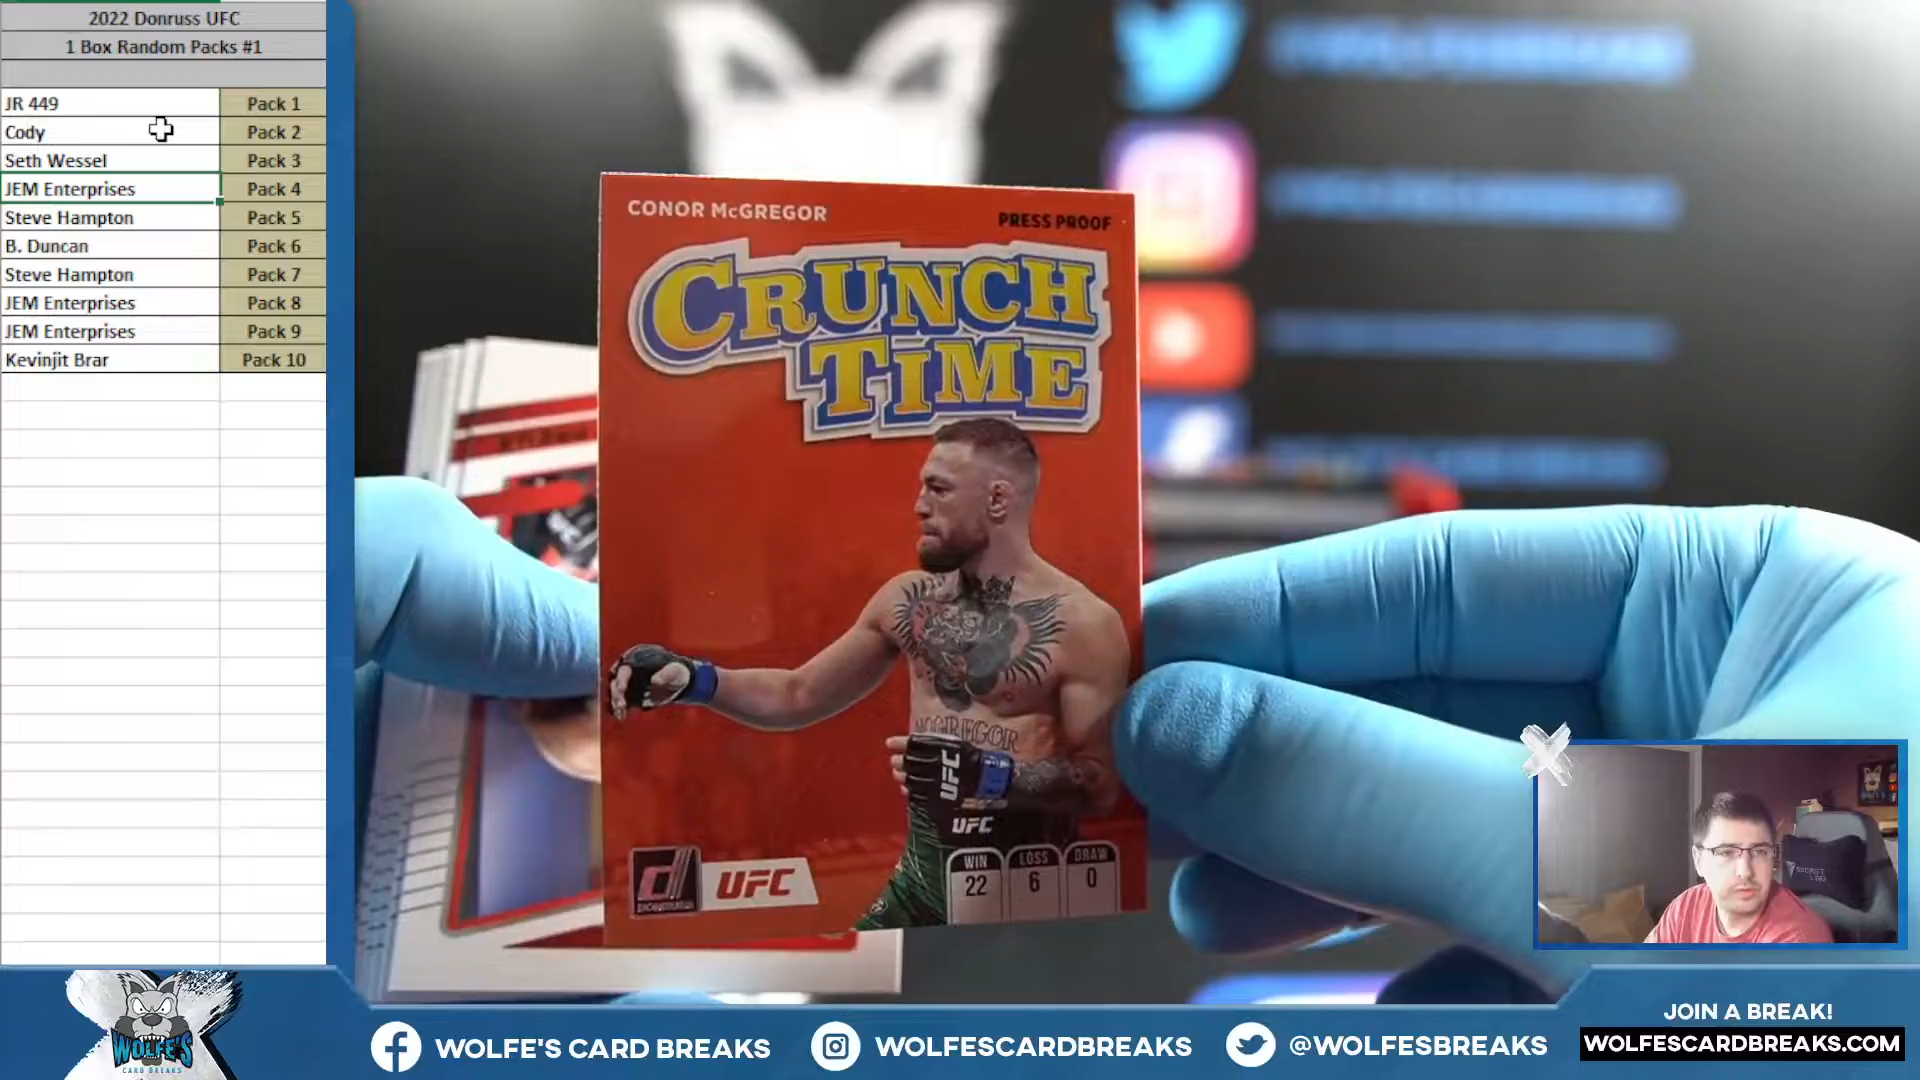 2022 Donruss UFC
1 Box Random Packs #1
JR 449 Pack 1
Cody Pack 2
Seth Wessel Pack 3
JEM Enterprises Pack 4
Steve Hampton Pack 5
B. Duncan Pack 6
Steve Hampton Pack 7
JEM Enterprises Pack 8
JEM Enterprises Pack 9
Kevinjit Brar Pack 10
CONOR McGREGOR
PRESS PROOF
CRUNCH
TIME
McGREGOR
UFC
UFC
WIN LOSS DRAW
22 6 0
DONRUSS
UFC
SECRET
LAB
WOLFE'S
CARD BREAKS
WOLFE'S CARD BREAKS
WOLFESCARDBREAKS
@WOLFESBREAKS
JOIN A BREAK!
WOLFESCARDBREAKS.COM